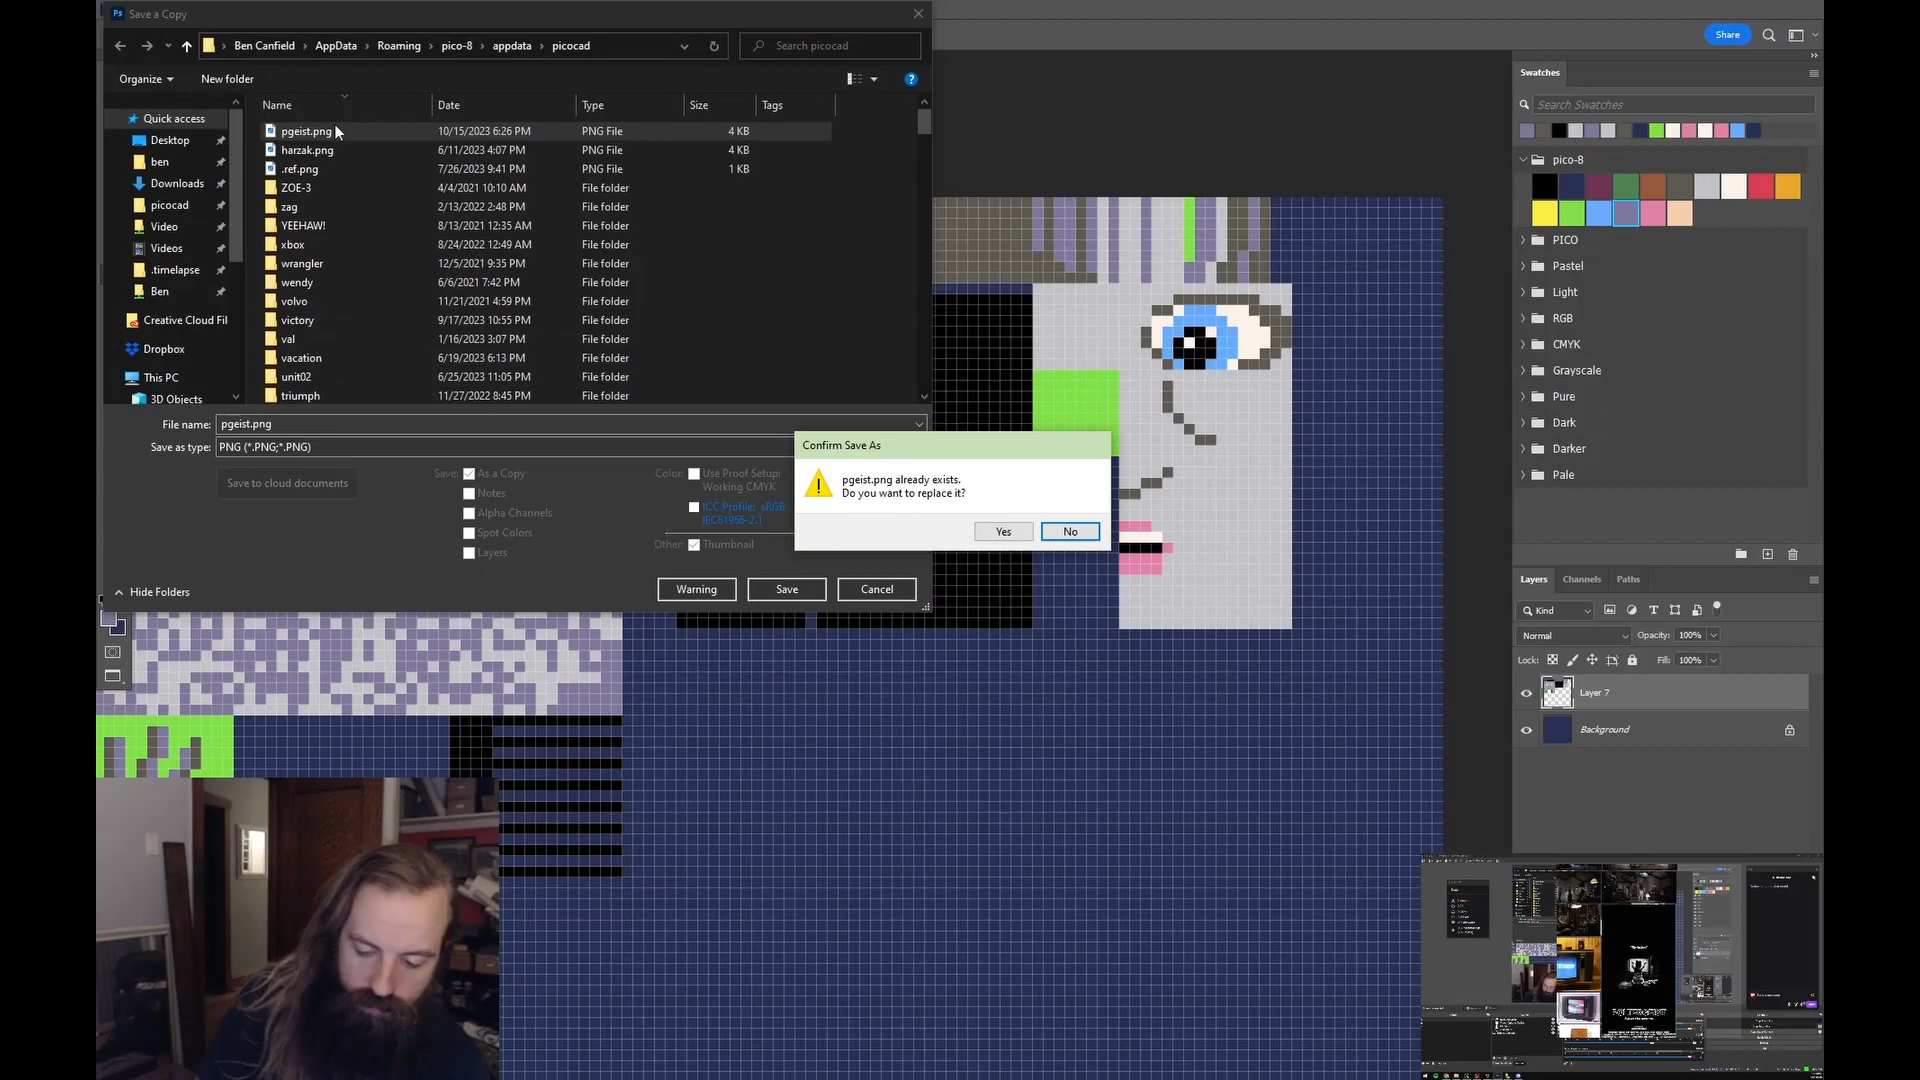 Ps Save a Copy
Ben Canfield > AppData > Roaming > pico-8 > appdata > picocad
Search picocad
Share
Organize
New folder
?
Swatches
Search Swatches
Name Date Type Size Tags
Quick access
Desktop
ben
Downloads
picocad
Video
Videos
.timelapse
Ben
Creative Cloud Fil
Dropbox
This PC
3D Objects
pgeist.png 10/15/2023 6:26 PM PNG File 4 KB
harzak.png 6/11/2023 4:07 PM PNG File 4 KB
.ref.png 7/26/2023 9:41 PM PNG File 1 KB
ZOE-3 4/4/2021 10:10 AM File folder
zag 2/13/2022 2:48 PM File folder
YEEHAW! 8/13/2021 12:35 AM File folder
xbox 8/24/2022 12:49 AM File folder
wrangler 12/5/2021 9:35 PM File folder
wendy 6/6/2021 7:42 PM File folder
volvo 11/21/2021 4:59 PM File folder
victory 9/17/2023 10:55 PM File folder
val 1/16/2023 3:07 PM File folder
vacation 6/19/2023 6:13 PM File folder
unit02 6/25/2023 11:05 PM File folder
triumph 11/27/2022 8:45 PM File folder
File name: pgeist.png
Save as type: PNG (*.PNG;*.PNG)
Save to cloud documents
Save: As a Copy
Notes
Alpha Channels
Spot Colors
Layers
Color: Use Proof Setup:
Working CMYK
ICC Profile: sRGB
IEC61966-2.1
Other: Thumbnail
Confirm Save As
pgeist.png already exists.
Do you want to replace it?
Yes
No
Hide Folders
Warning
Save
Cancel
pico-8
PICO
Pastel
Light
RGB
CMYK
Grayscale
Pure
Dark
Darker
Pale
Layers Channels Paths
Kind
Normal Opacity: 100%
Lock: Fill: 100%
Layer 7
Background